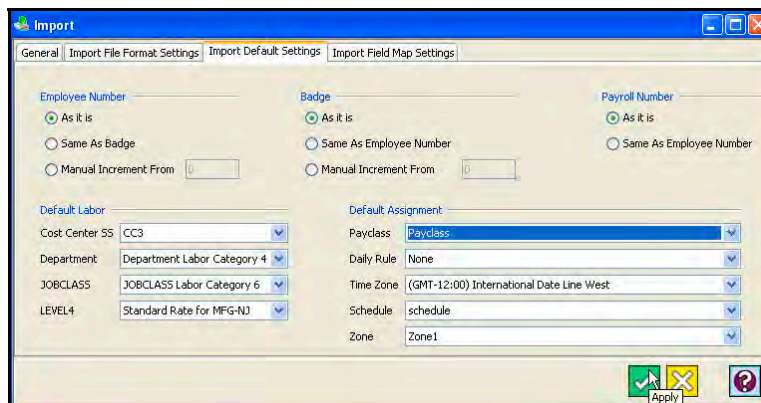 Import
General Import File Format Settings Import Default Settings Import Field Map Settings
Employee Number Badge Payroll Number
As it is As it is As it is
Same As Badge Same As Employee Number Same As Employee Number
Manual Increment From 0 Manual Increment From 0
Default Labor Default Assignment
Cost Center SS CC3 Payclass Payclass
Department Department Labor Category 4 Daily Rule None
JOBCLASS JOBCLASS Labor Category 6 Time Zone (GMT-12:00) International Date Line West
LEVEL4 Standard Rate for MFG-NJ Schedule schedule
Zone Zone1
?
Apply